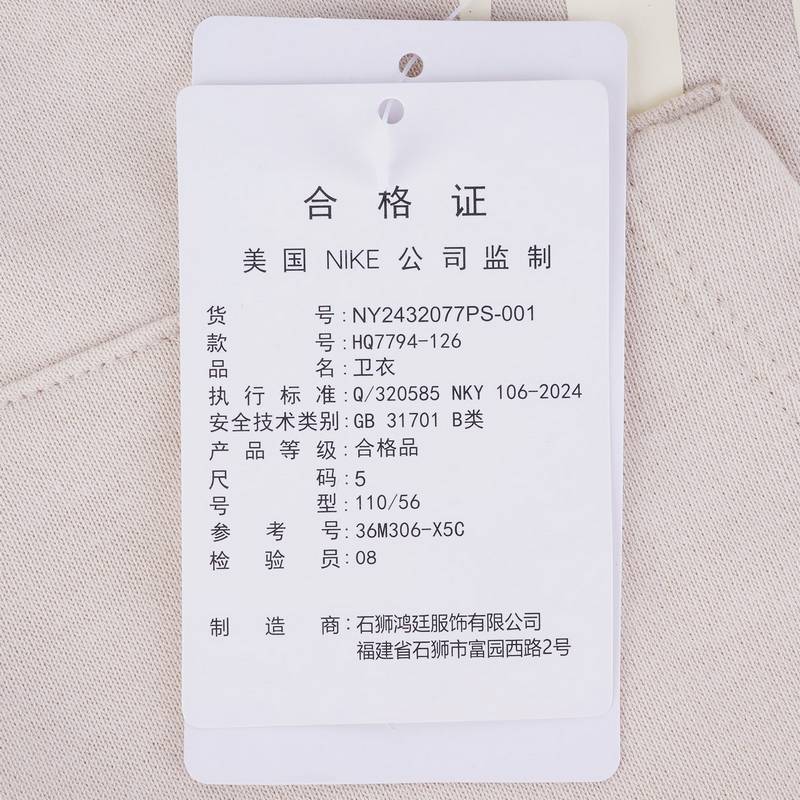 合格证
美国 NIKE 公司监制
货号:NY2432077PS-001
款号:HQ7794-126
品名:卫衣
执行标准:Q/320585 NKY 106-2024
安全技术类别:GB 31701 B类
产品等级:合格品
尺码:5
号型:110/56
参考号:36M306-X5C
检验员:08
制造商:石狮鸿廷服饰有限公司
福建省石狮市富园西路2号